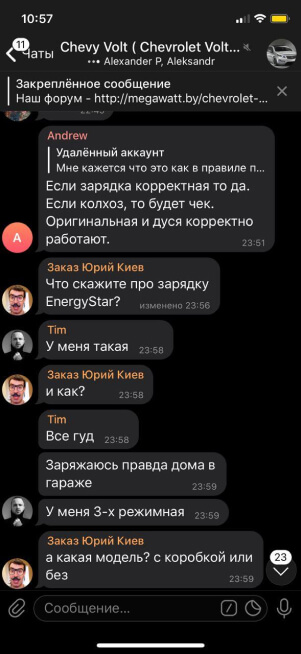 10:57
11
Чаты
Chevy Volt ( Chevrolet Volt...
Alexander P, Aleksandr
Закреплённое сообщение
Наш форум - http://megawatt.by/chevrolet-...
Andrew
Удалённый аккаунт
Мне кажется что это как в правиле п...
Если зарядка корректная то да.
Если колхоз, то будет чек.
Оригинальная и дуся корректно
работают.
23:51
А
Заказ Юрий Киев
Что скажите про зарядку
EnergyStar?
изменено 23:56
Tim
У меня такая
23:58
Заказ Юрий Киев
и как?
23:58
Tim
Все гуд
23:58
Заряжаюсь правда дома в
гараже
23:59
У меня 3-х режимная
23:59
Заказ Юрий Киев
а какая модель? с коробкой или
без
23:59
23
Сообщение...